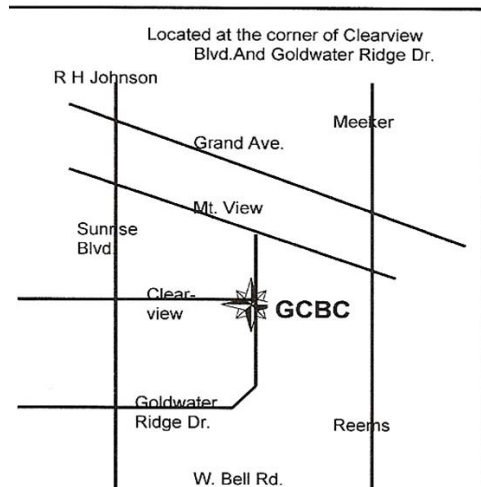 Located at the corner of Clearview
Blvd.And Goldwater Ridge Dr.
R H Johnson
Meeker
Grand Ave.
Mt. View
Sunrise
Blvd.
Clear-
view
GCBC
Goldwater
Ridge Dr.
Reems
W. Bell Rd.